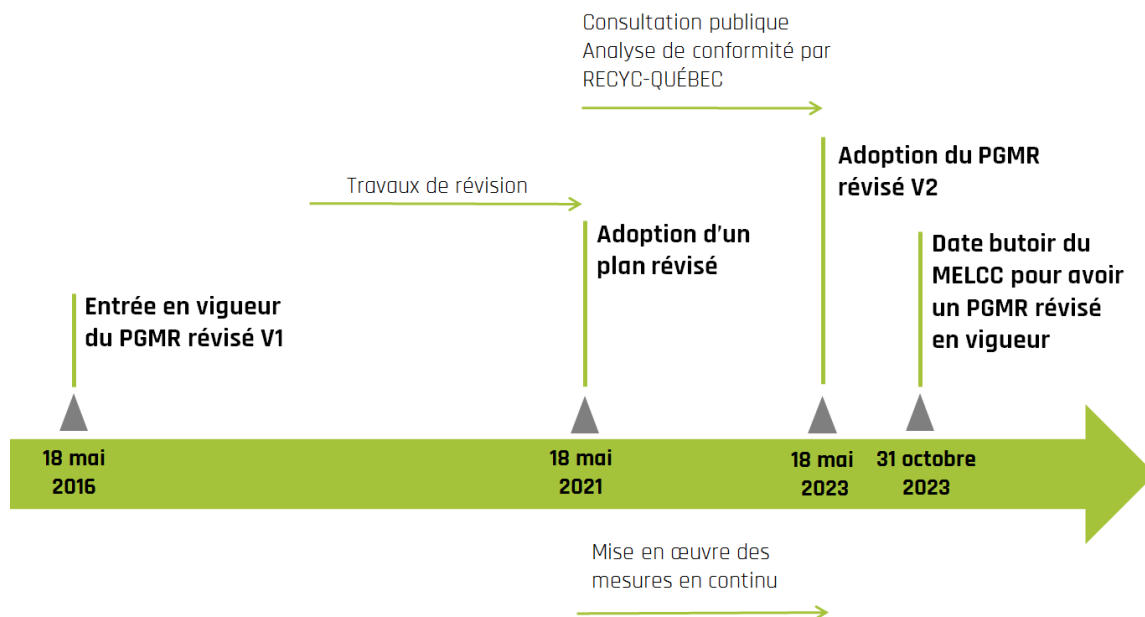 Consultation publique
Analyse de conformité par
RECYC-QUÉBEC
Travaux de révision
Adoption du PGMR
révisé V2
Adoption d'un
plan révisé
Date butoir du
MELCC pour avoir
un PGMR révisé
en vigueur
Entrée en vigueur
du PGMR révisé V1
18 mai
2016
18 mai
2021
18 mai
2023
31 octobre
2023
Mise en œuvre des
mesures en continu